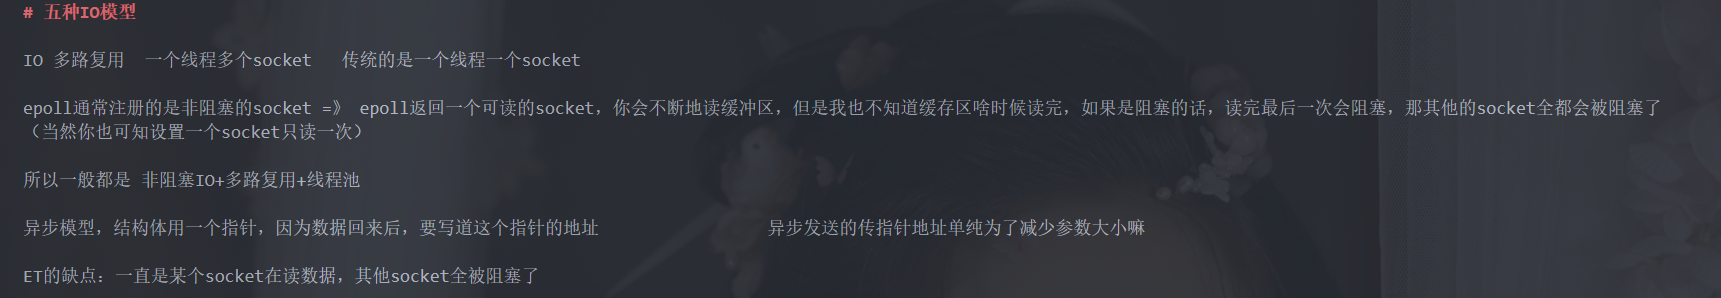 # 五种IO模型
IO 多路复用  一个线程多个socket   传统的是一个线程一个socket
epoll通常注册的是非阻塞的socket =》 epoll返回一个可读的socket，你会不断地读缓冲区，但是我也不知道缓存区啥时候读完，如果是阻塞的话，读完最后一次会阻塞，那其他的socket全都会被阻塞了
（当然你也可知设置一个socket只读一次）
所以一般都是 非阻塞IO+多路复用+线程池
异步模型，结构体用一个指针，因为数据回来后，要写道这个指针的地址                异步发送的传指针地址单纯为了减少参数大小嘛
ET的缺点：一直是某个socket在读数据，其他socket全被阻塞了